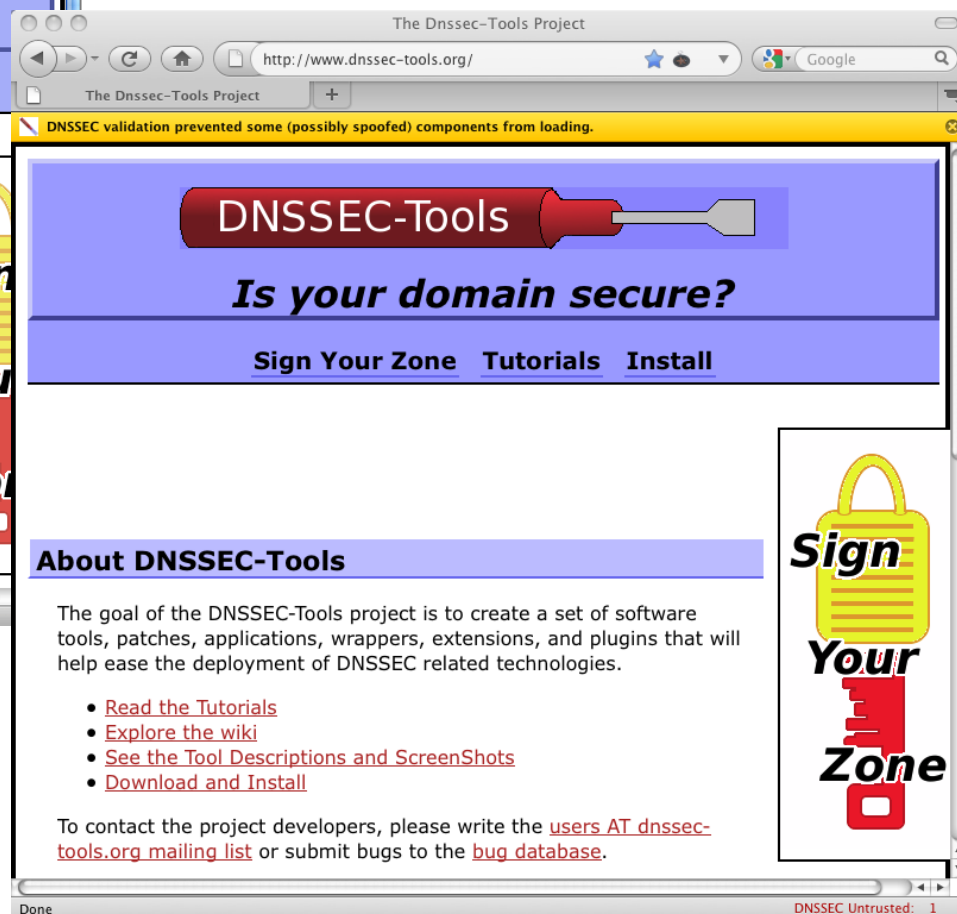 The Dnssec-Tools Project
http://www.dnssec-tools.org/
Google
The Dnssec-Tools Project
+
DNSSEC validation prevented some (possibly spoofed) components from loading.
DNSSEC-Tools
Is your domain secure?
Sign Your Zone Tutorials Install
Sign
Your
Zone
About DNSSEC-Tools
The goal of the DNSSEC-Tools project is to create a set of software
tools, patches, applications, wrappers, extensions, and plugins that will
help ease the deployment of DNSSEC related technologies.
• Read the Tutorials
• Explore the wiki
• See the Tool Descriptions and ScreenShots
• Download and Install
To contact the project developers, please write the users AT dnssec-
tools.org mailing list or submit bugs to the bug database.
Done
DNSSEC Untrusted: 1